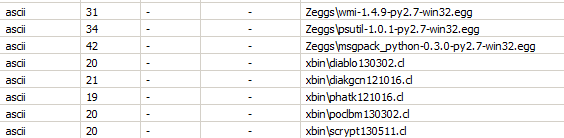 ascii 31 - - Zeggs\wmi-1.4.9-py2.7-win32.egg
ascii 34 - - Zeggs\psutil-1.0.1-py2.7-win32.egg
ascii 42 - - Zeggs\msgpack_python-0.3.0-py2.7-win32.egg
ascii 20 - - xbin\diablo130302.cl
ascii 21 - - xbin\diakgcn121016.cl
ascii 19 - - xbin\phatk121016.cl
ascii 20 - - xbin\poclbm130302.cl
ascii 20 - - xbin\scrypt130511.cl